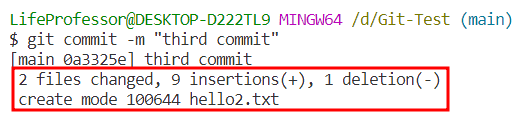 LifeProfessor@DESKTOP-D222TL9 MINGW64 /d/Git-Test (main)
$ git commit -m "third commit"
[main 0a3325e] third commit
2 files changed, 9 insertions(+), 1 deletion(-)
create mode 100644 hello2.txt